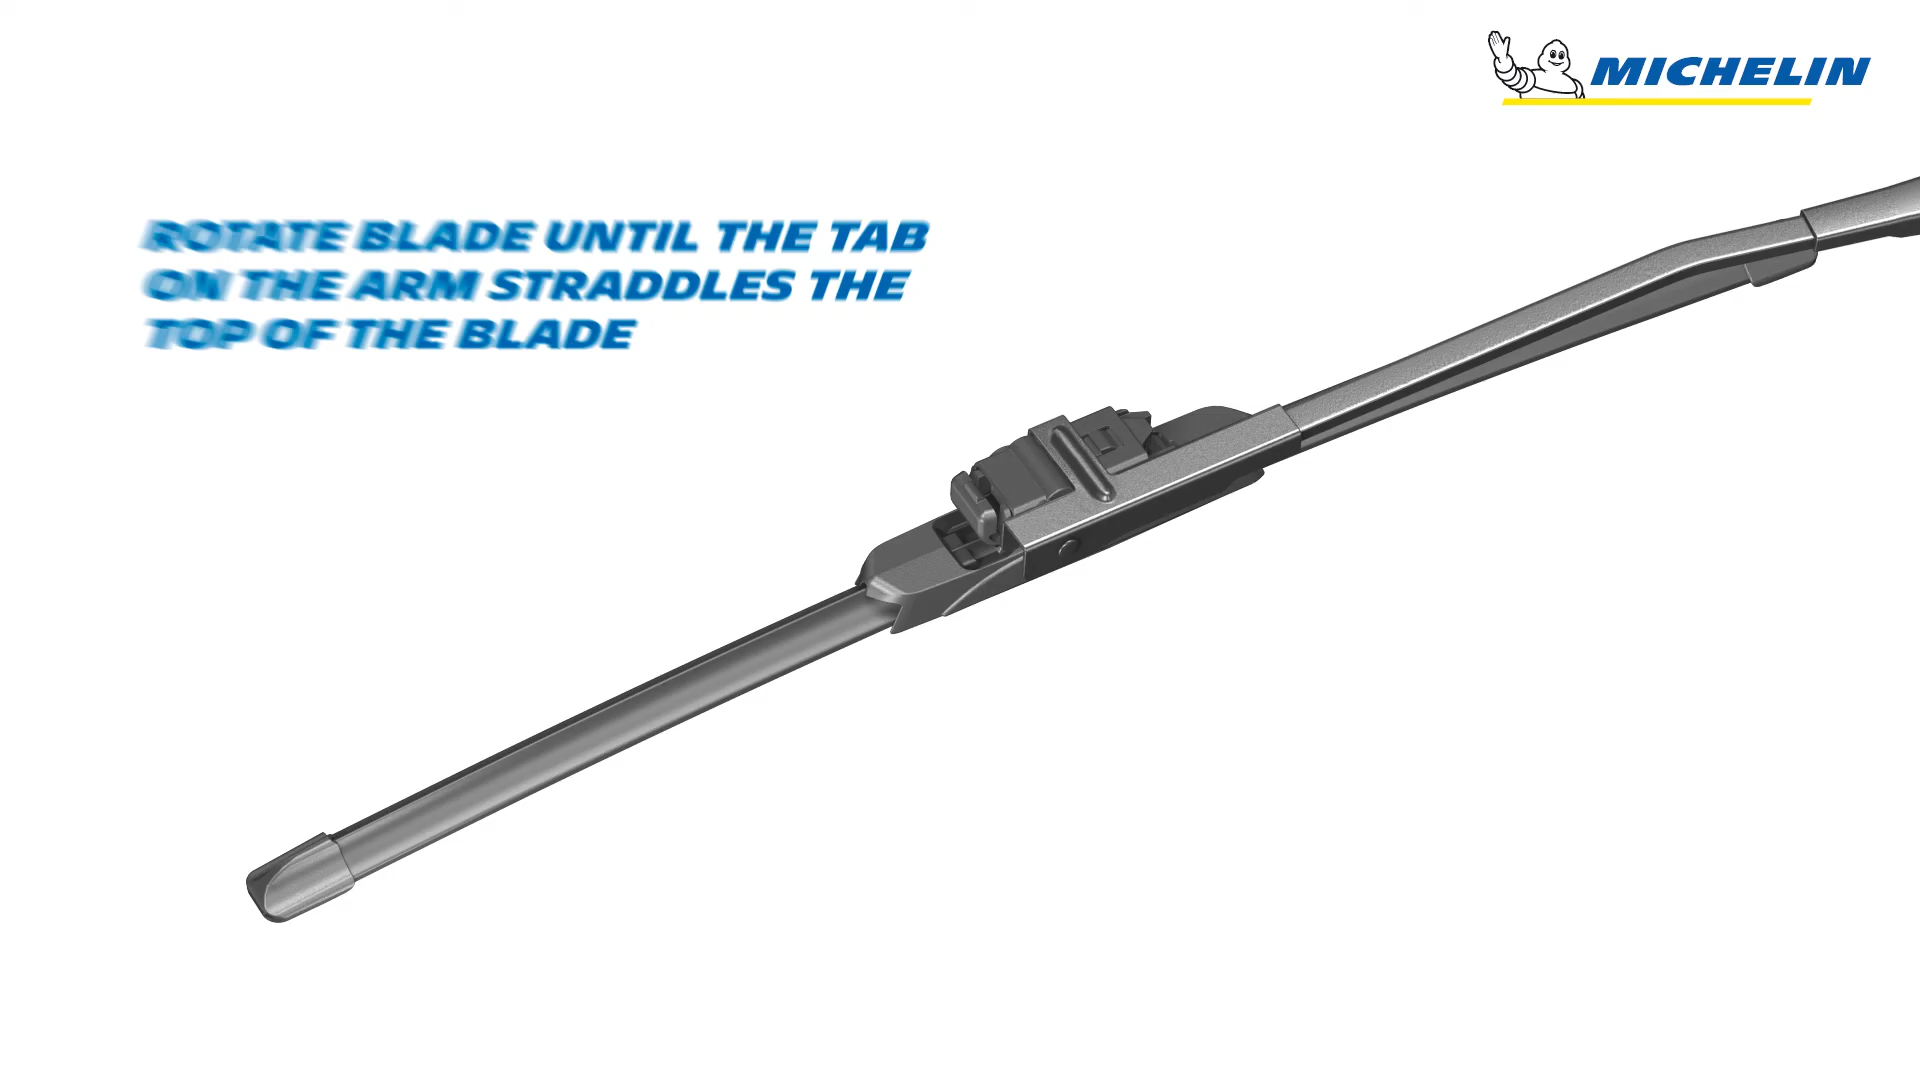 MICHELIN
ROTATE BLADE UNTIL THE TAB
ON THE ARM STRADDLES THE
TOP OF THE BLADE